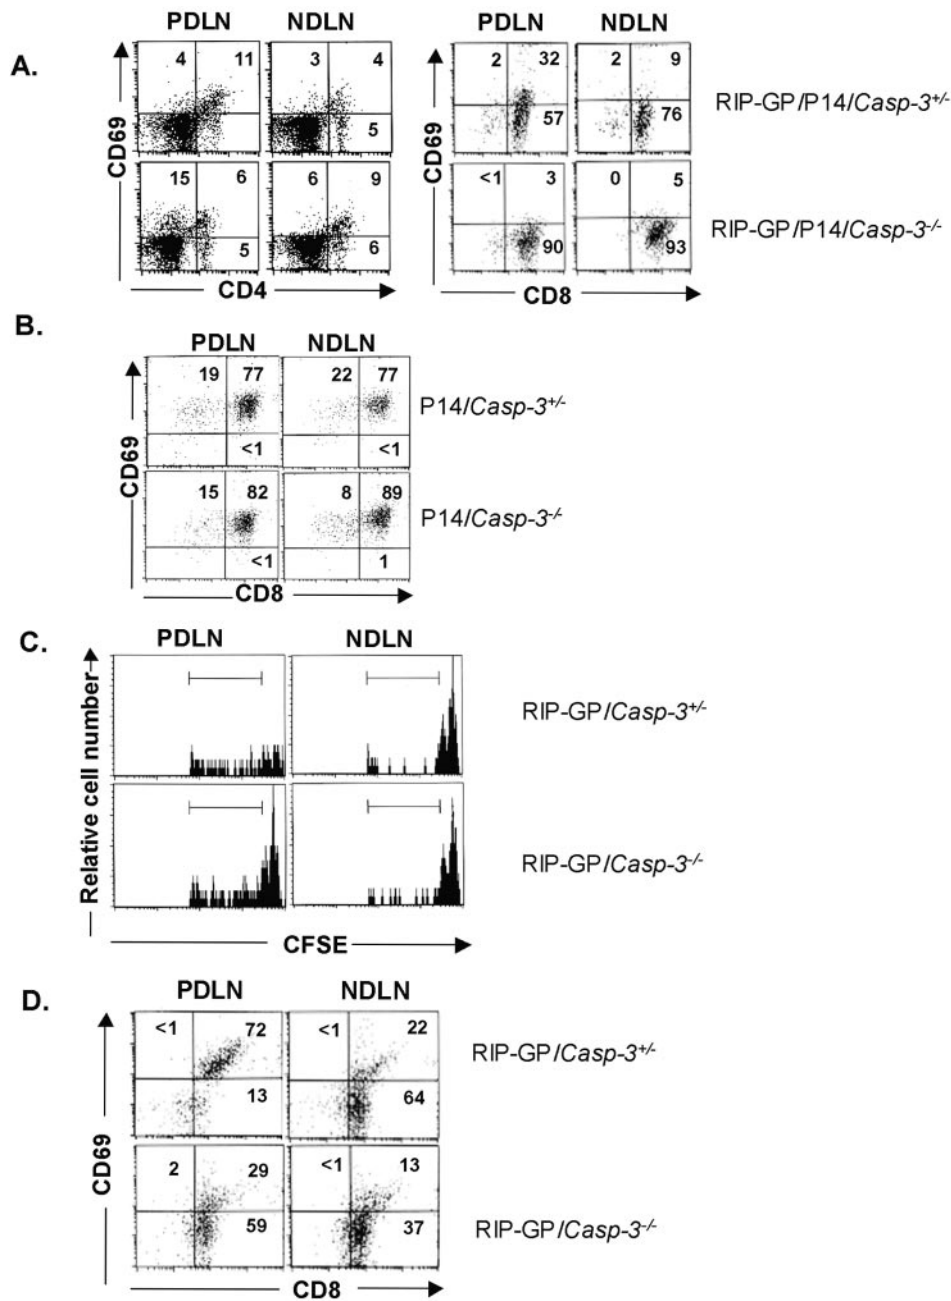 A.
PDLN NDLN PDLN NDLN
4 11 3 4 2 32 2 9
5 57 76
RIP-GP/P14/Casp-3+/-
15 6 6 9 <1 3 0 5
5 6 90 93
RIP-GP/P14/Casp-3-/-
CD69
CD69
CD4
CD8
B.
PDLN NDLN
19 77 22 77
<1 <1
P14/Casp-3+/-
15 82 8 89
<1 1
P14/Casp-3-/-
CD69
CD8
C.
PDLN NDLN
RIP-GP/Casp-3+/-
RIP-GP/Casp-3-/-
Relative cell number
CFSE
D.
PDLN NDLN
<1 72 <1 22
13 64
RIP-GP/Casp-3+/-
2 29 <1 13
59 37
RIP-GP/Casp-3-/-
CD69
CD8